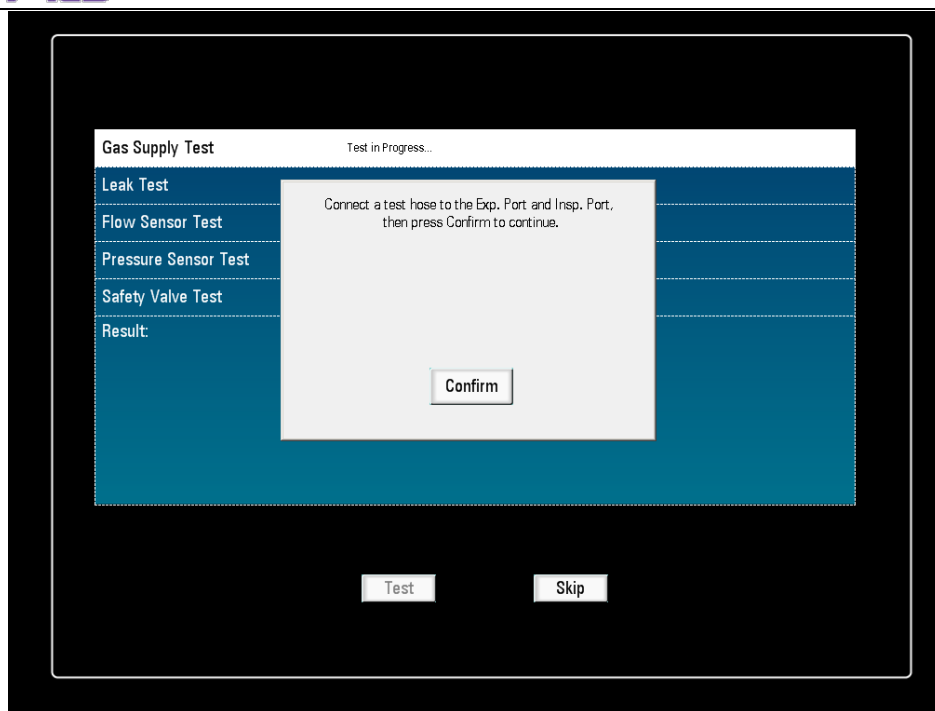 Gas Supply Test Test in Progress...
Leak Test
Connect a test hose to the Exp. Port and Insp. Port,
then press Confirm to continue.
Flow Sensor Test
Pressure Sensor Test
Safety Valve Test
Result:
Confirm
Test Skip